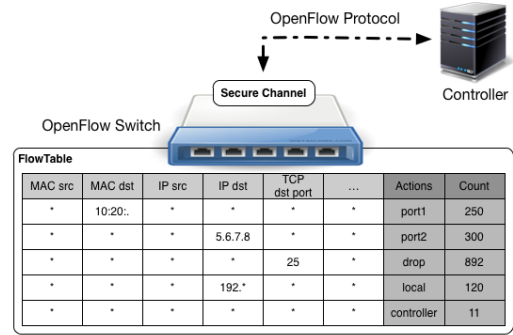 OpenFlow Protocol
Secure Channel
Controller
OpenFlow Switch
FlowTable
MAC src MAC dst IP src IP dst TCP dst port ... Actions Count
* 10:20:. * * * * port1 250
* * * 5.6.7.8 * * port2 300
* * * * 25 * drop 892
* * * 192.* * * local 120
* * * * * * controller 11